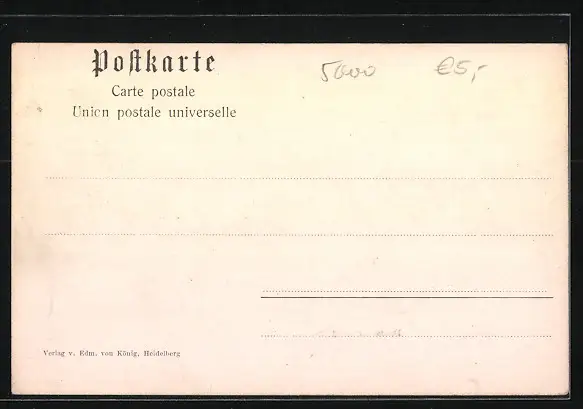 Postkarte
5000 €5,-
Carte postale
Union postale universelle
Verlag v. Edm. von König, Heidelberg